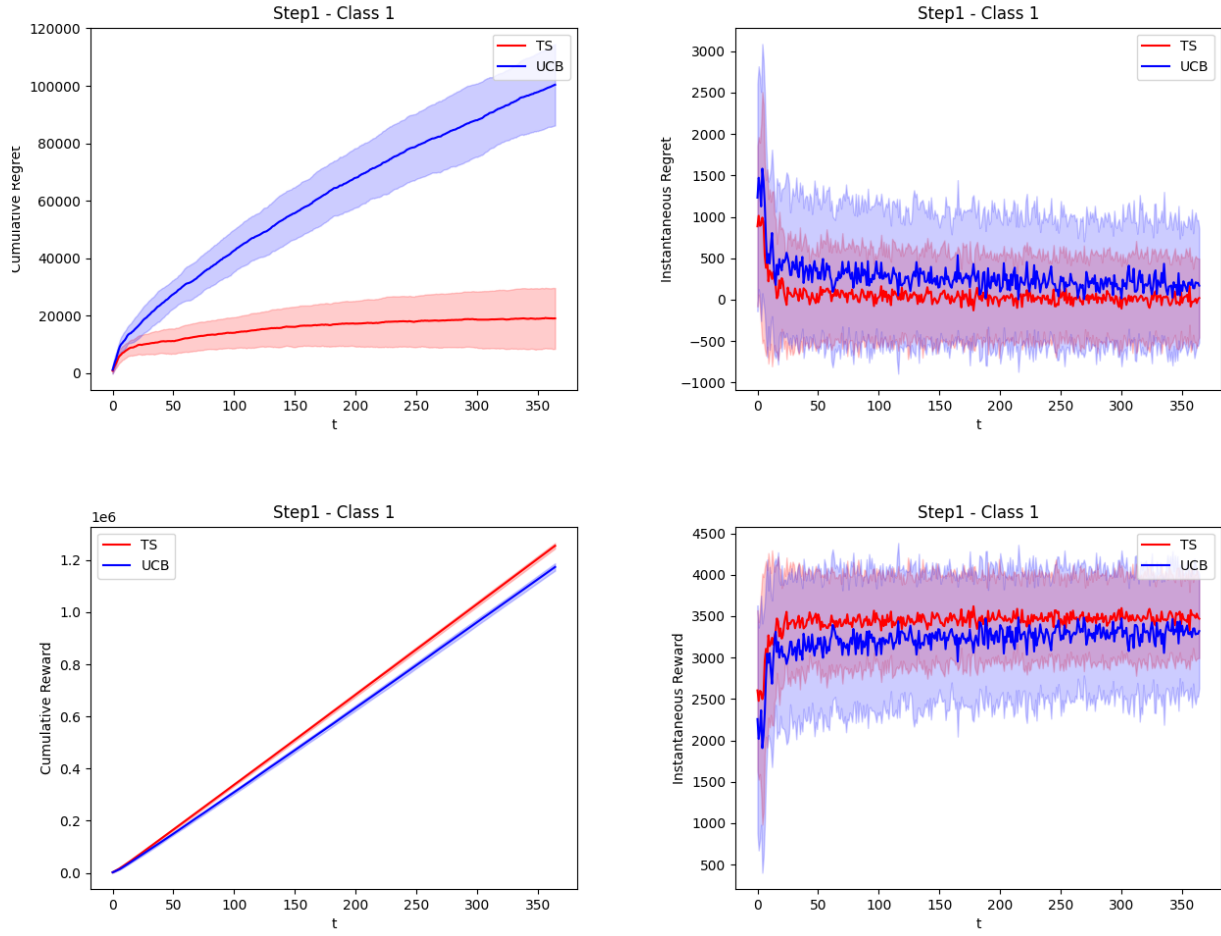 Step1 - Class 1
TS
UCB
120000
100000
80000
60000
40000
20000
0
Cumulative Regret
0 50 100 150 200 250 300 350
t
Step1 - Class 1
TS
UCB
3000
2500
2000
1500
1000
500
0
−500
−1000
Instantaneous Regret
0 50 100 150 200 250 300 350
t
Step1 - Class 1
1e6
TS
UCB
1.2
1.0
0.8
0.6
0.4
0.2
0.0
Cumulative Reward
0 50 100 150 200 250 300 350
t
Step1 - Class 1
TS
UCB
4500
4000
3500
3000
2500
2000
1500
1000
500
Instantaneous Reward
0 50 100 150 200 250 300 350
t